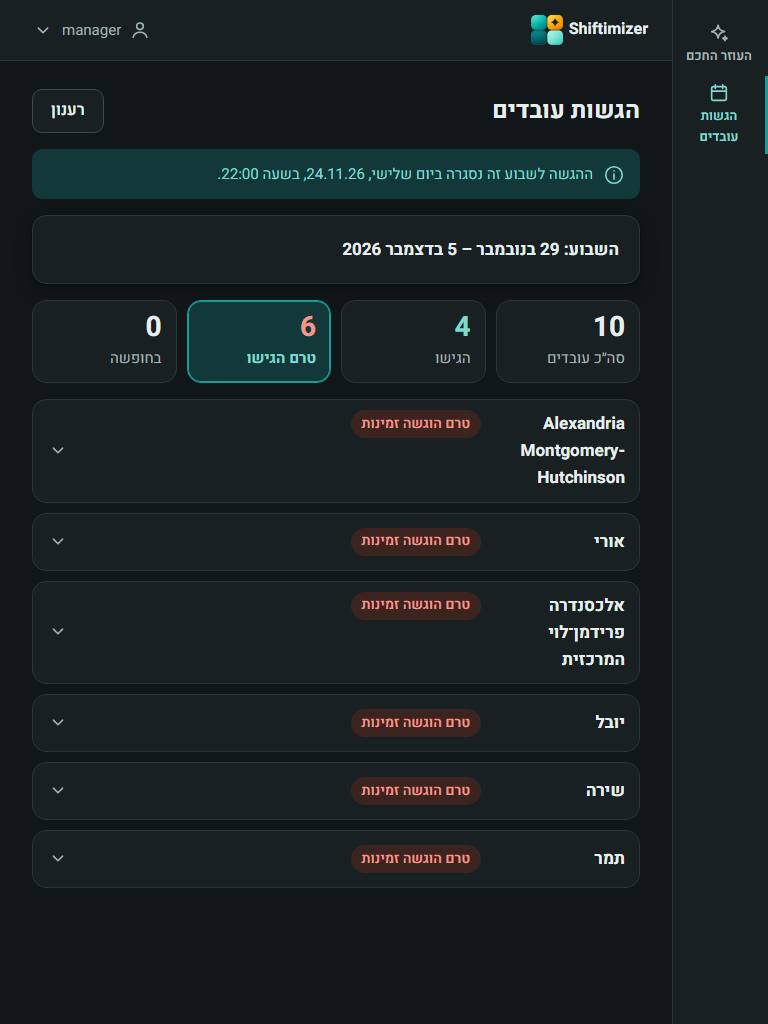 Shiftimizer
manager
העוזר החכם
הגשות
עובדים
הגשות עובדים
רענון
ההגשה לשבוע זה נסגרה ביום שלישי, 24.11.26, בשעה 22:00.
השבוע: 29 בנובמבר – 5 בדצמבר 2026
10
סה״כ עובדים
4
הגישו
6
טרם הגישו
0
בחופשה
Alexandria
Montgomery-
Hutchinson
טרם הוגשה זמינות
אורי
טרם הוגשה זמינות
אלכסנדרה
פרידמן־לוי
המרכזית
טרם הוגשה זמינות
יובל
טרם הוגשה זמינות
שירה
טרם הוגשה זמינות
תמר
טרם הוגשה זמינות